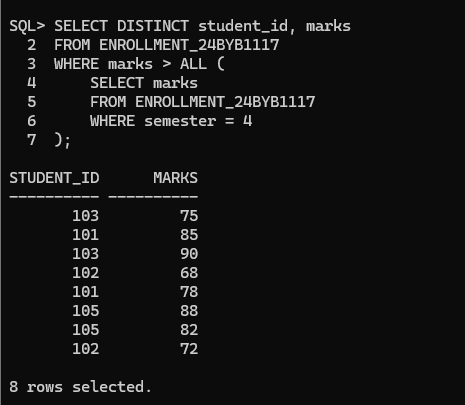 SQL> SELECT DISTINCT student_id, marks
  2  FROM ENROLLMENT_24BYB1117
  3  WHERE marks > ALL (
  4      SELECT marks
  5      FROM ENROLLMENT_24BYB1117
  6      WHERE semester = 4
  7  );

STUDENT_ID      MARKS
---------- ----------
       103         75
       101         85
       103         90
       102         68
       101         78
       105         88
       105         82
       102         72

8 rows selected.